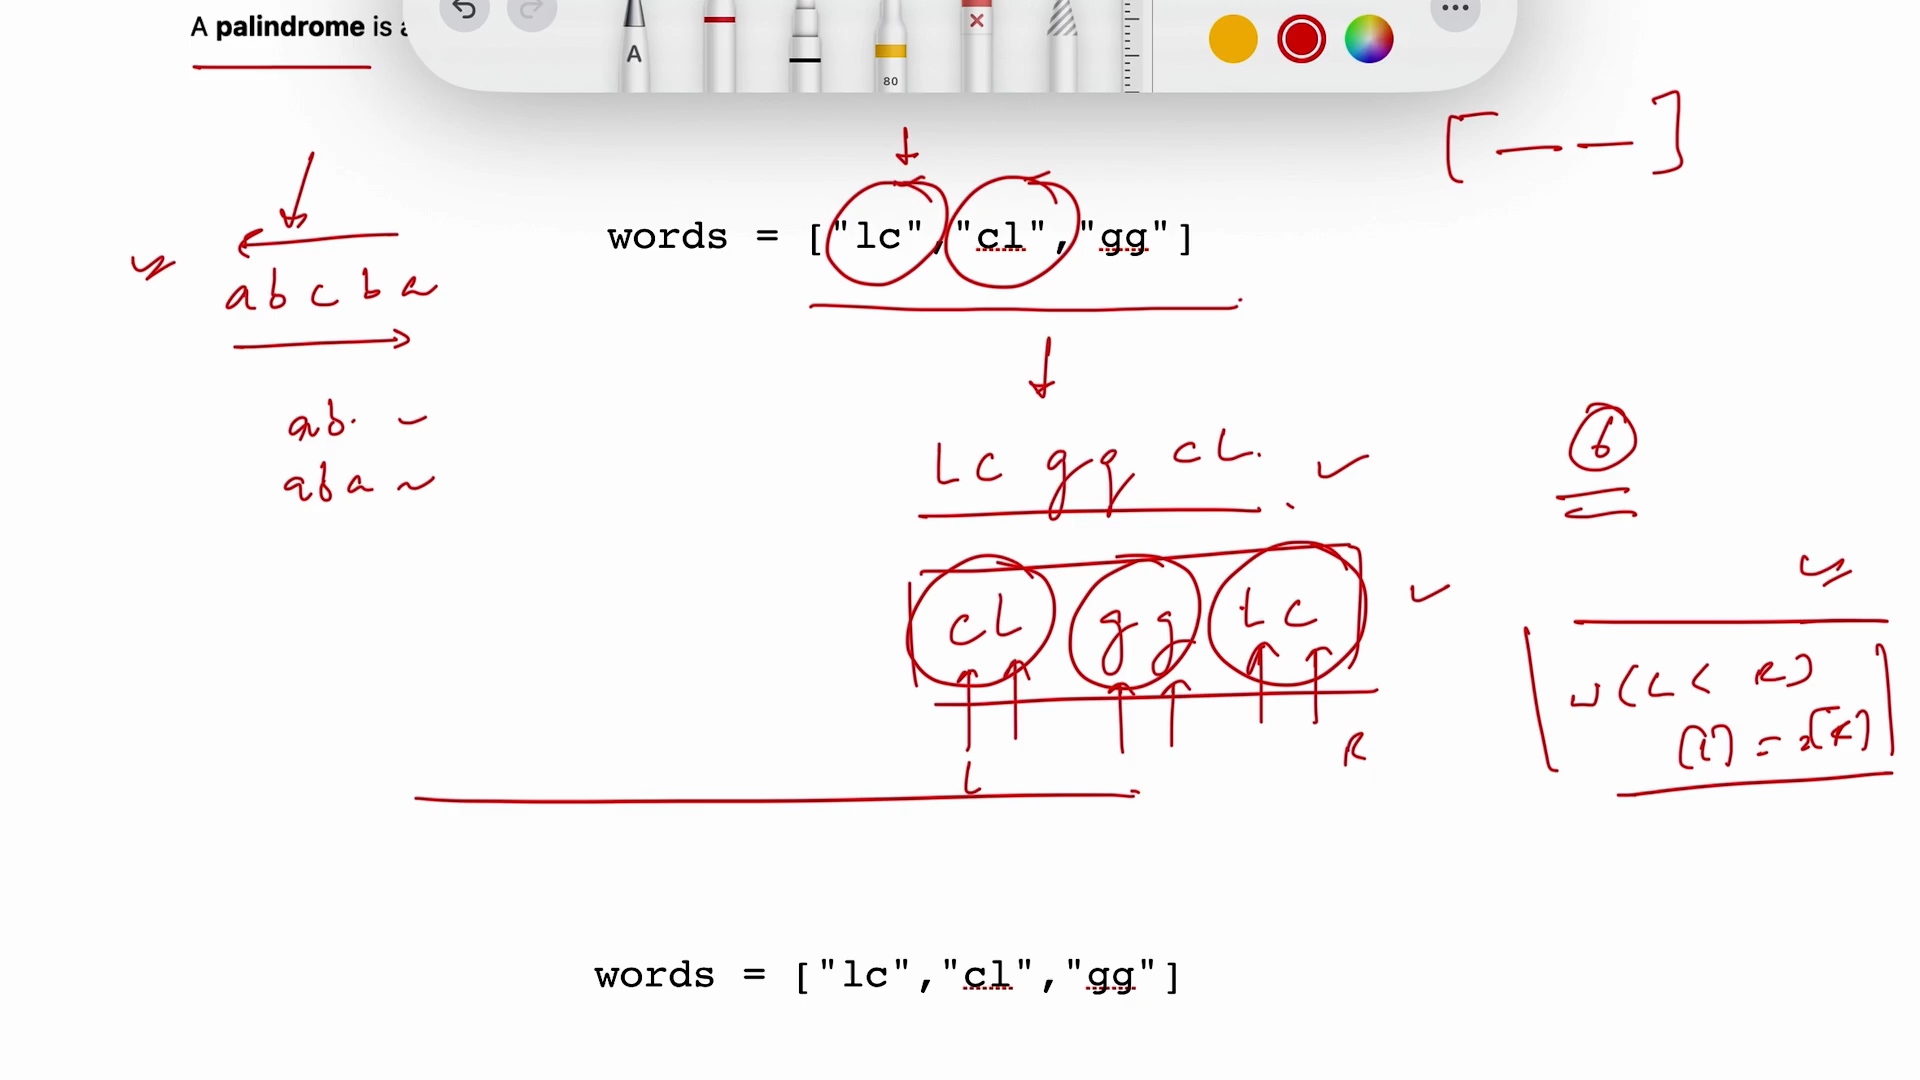 A palindrome is a
A
80
words = ["lc","cl","gg"]
[ _ _ ]
a b c b a
ab.
aba
LC gg CL.
6
CL gg LC
L
R
w(L< R)
words = ["lc","cl","gg"]